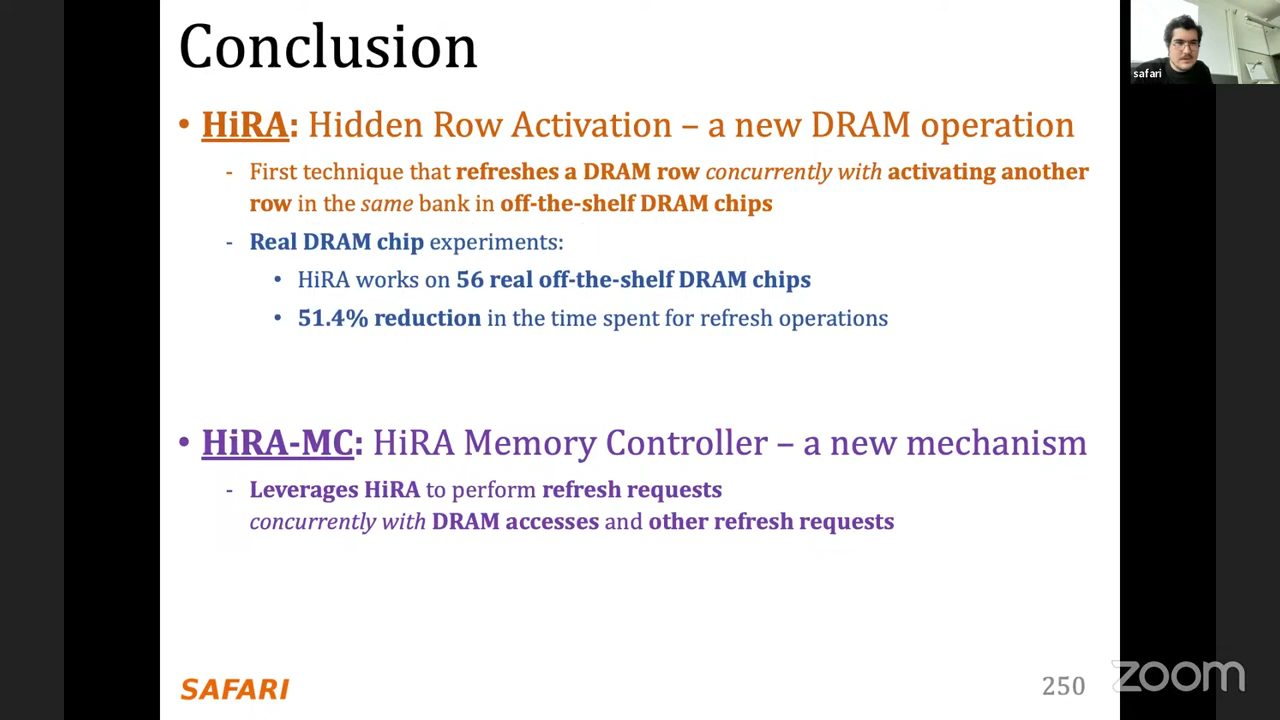 Conclusion
• HiRA: Hidden Row Activation – a new DRAM operation
- First technique that refreshes a DRAM row concurrently with activating another
row in the same bank in off-the-shelf DRAM chips
- Real DRAM chip experiments:
• HiRA works on 56 real off-the-shelf DRAM chips
• 51.4% reduction in the time spent for refresh operations
• HiRA-MC: HiRA Memory Controller – a new mechanism
- Leverages HiRA to perform refresh requests
concurrently with DRAM accesses and other refresh requests
SAFARI
250
safari
zoom